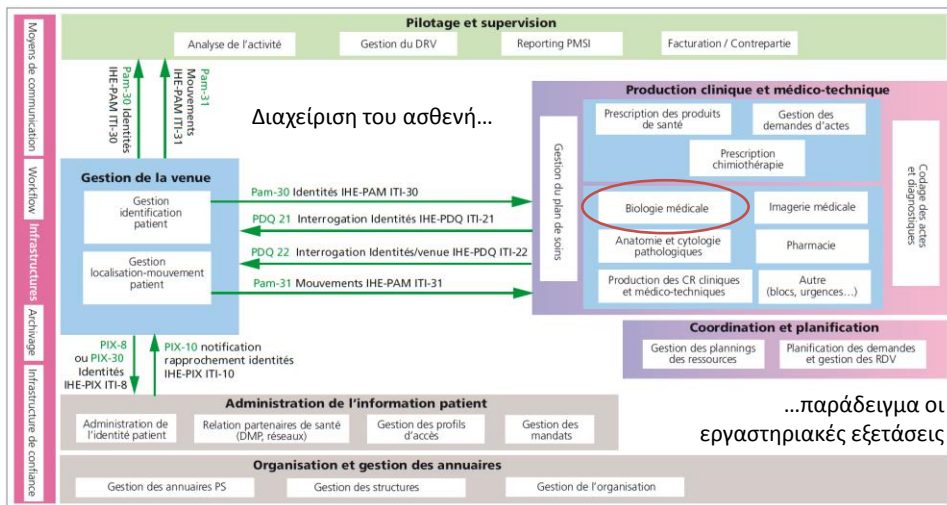 Pilotage et supervision
Analyse de l'activité
Gestion du DRV
Reporting PMSI
Facturation / Contrepartie
Moyens de communication
Workflow
Infrastructures
Archivage
Infrastructure de confiance
Pam-30 Identités
IHE-PAM ITI-30
Pam-31
Mouvements
IHE-PAM ITI-31
Διαχείριση του ασθενή...
Production clinique et médico-technique
Gestion du plan de soins
Prescription des produits
de santé
Gestion des
demandes d'actes
Prescription
chimiothérapie
Biologie médicale
Imagerie médicale
Anatomie et cytologie
pathologiques
Pharmacie
Production des CR cliniques
et médico-techniques
Autre
(blocs, urgences...)
Codage des actes
et diagnostiques
Gestion de la venue
Gestion
identification
patient
Gestion
localisation-mouvement
patient
Pam-30 Identités IHE-PAM ITI-30
PDQ 21 Interrogation Identités IHE-PDQ ITI-21
PDQ 22 Interrogation Identités/venue IHE-PDQ ITI-22
Pam-31 Mouvements IHE-PAM ITI-31
Coordination et planification
Gestion des plannings
des ressources
Planification des demandes
et gestion des RDV
PIX-8
ou PIX-30
Identités
IHE-PIX ITI-8
PIX-10 notification
rapprochement identités
IHE-PIX ITI-10
Administration de l'information patient
Administration de
l'identité patient
Relation partenaires de santé
(DMP, réseaux)
Gestion des profils
d'accès
Gestion des
mandats
...παράδειγμα οι
εργαστηριακές εξετάσεις
Organisation et gestion des annuaires
Gestion des annuaires PS
Gestion des structures
Gestion de l'organisation